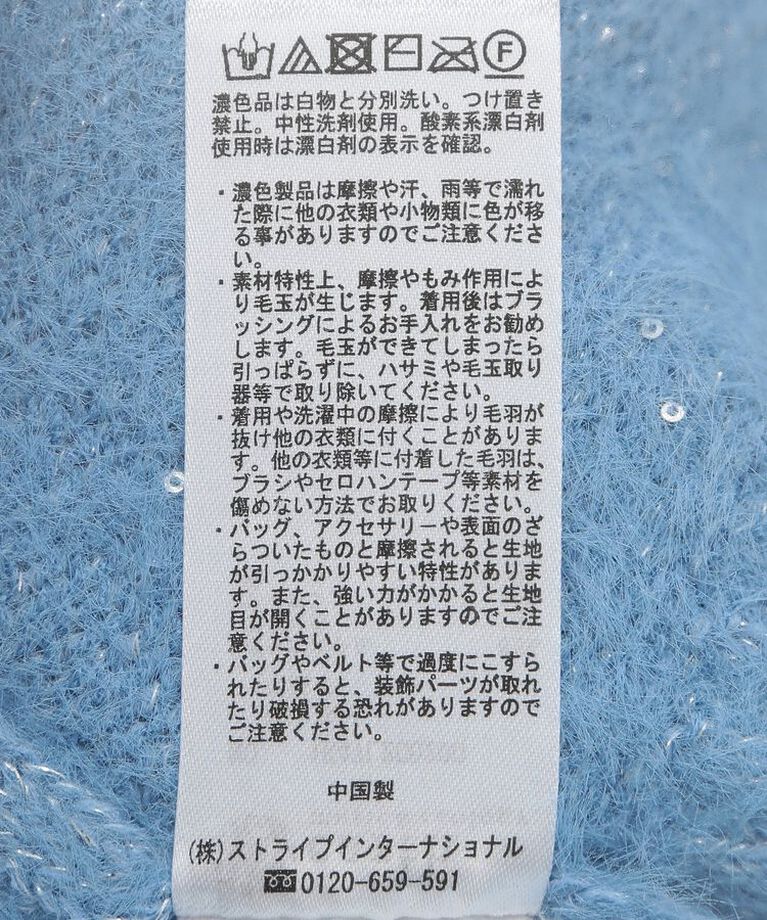 F
濃色品は白物と分別洗い。つけ置き
禁止。中性洗剤使用。酸素系漂白剤
使用時は漂白剤の表示を確認。
・濃色製品は摩擦や汗、雨等で濡れ
た際に他の衣類や小物類に色が移
る事がありますのでご注意くださ
い。
・素材特性上、摩擦やもみ作用によ
り毛玉が生じます。着用後はブラ
ッシングによるお手入れをお勧め
します。毛玉ができてしまったら
引っぱらずに、ハサミや毛玉取り
器等で取り除いてください。
・着用や洗濯中の摩擦により毛羽が
抜け他の衣類に付くことがありま
す。他の衣類等に付着した毛羽は、
ブラシやセロハンテープ等素材を
傷めない方法でお取りください。
・バッグ、アクセサリーや表面のざ
らついたものと摩擦されると生地
が引っかかりやすい特性がありま
す。また、強い力がかかると生地
目が開くことがありますのでご注
意ください。
・バッグやベルト等で過度にこすら
れたりすると、装飾パーツが取れ
たり破損する恐れがありますので
ご注意ください。
中国製
(株)ストライプインターナショナル
0120-659-591